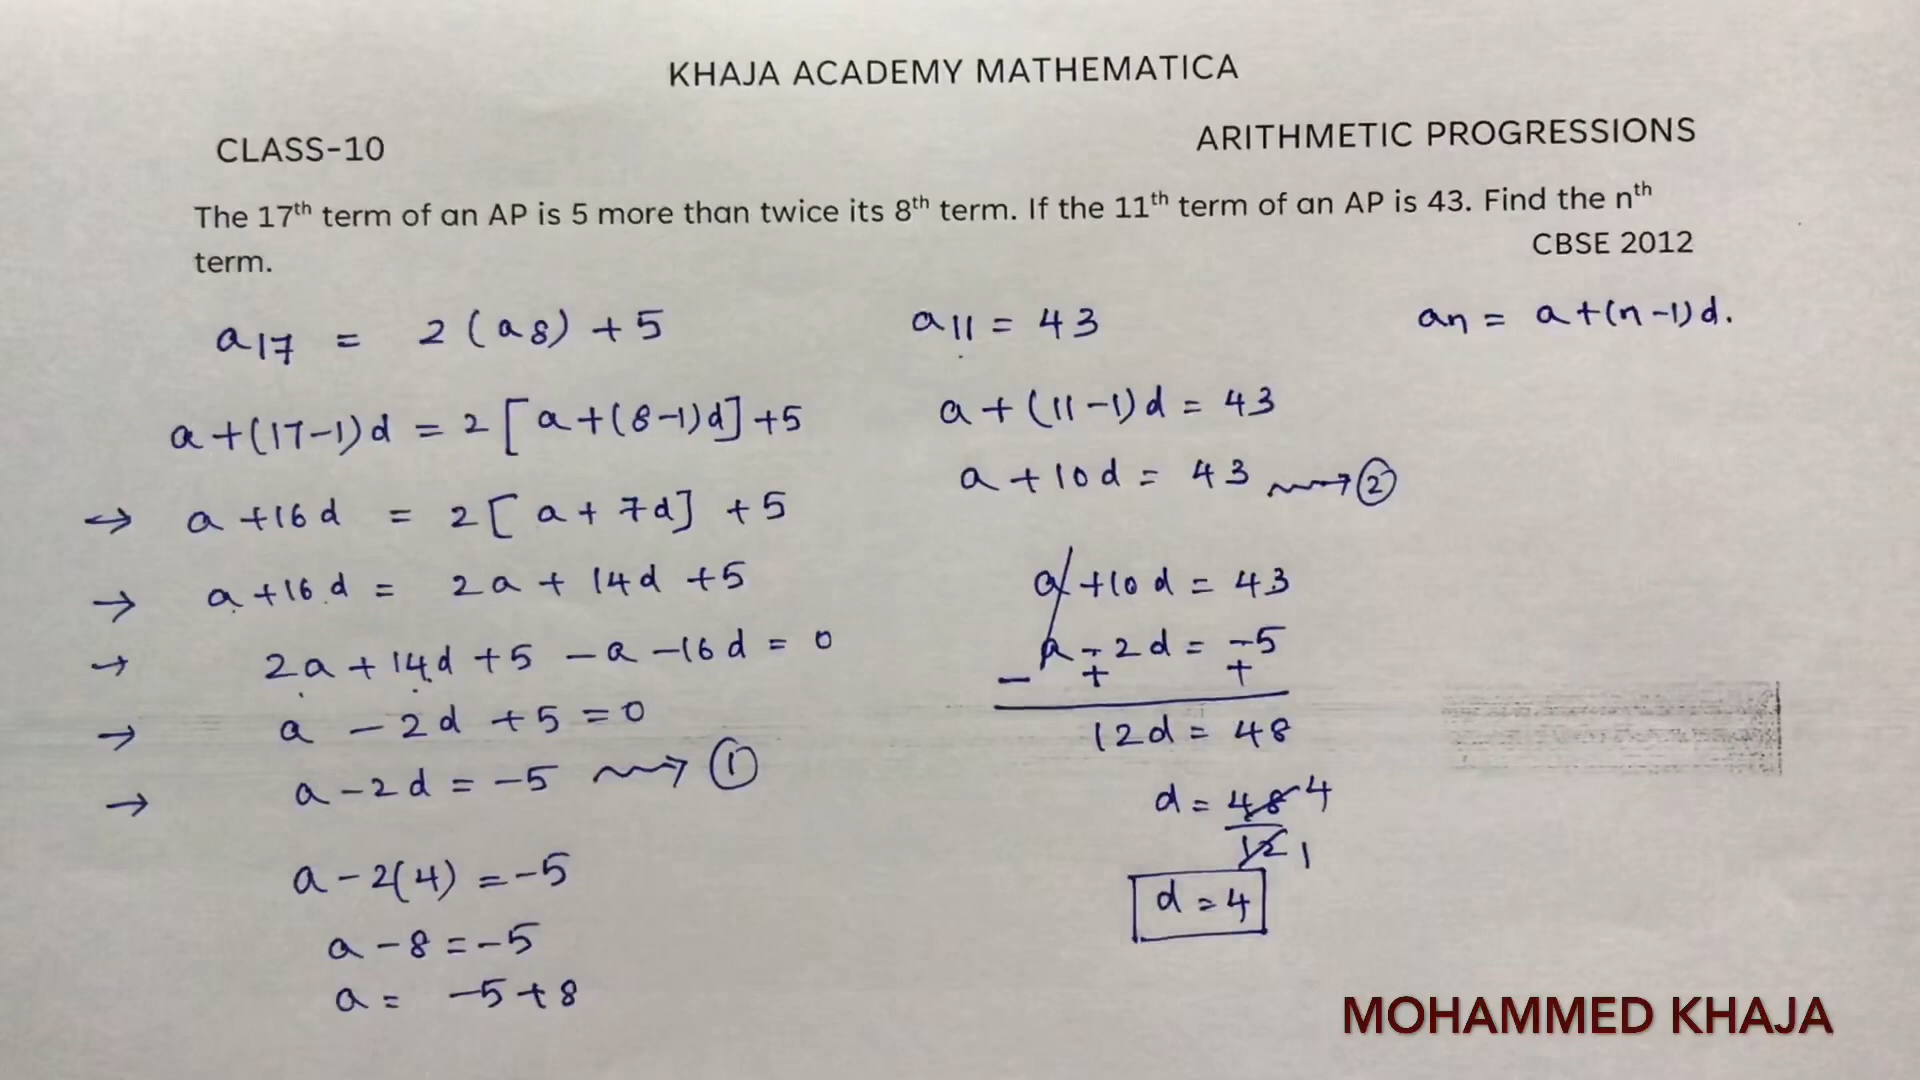 KHAJA ACADEMY MATHEMATICA
CLASS-10
ARITHMETIC PROGRESSIONS
The 17th term of an AP is 5 more than twice its 8th term. If the 11th term of an AP is 43. Find the nth
term.
CBSE 2012
a17 = 2(a8) + 5
a + (17-1)d = 2[a + (8-1)d] + 5
→ a + 16d = 2[a + 7d] + 5
→ a + 16d = 2a + 14d + 5
→ 2a + 14d + 5 - a - 16d = 0
→ a - 2d + 5 = 0
→ a - 2d = -5 → ①
a - 2(4) = -5
a - 8 = -5
a = -5 + 8
a11 = 43
a + (11-1)d = 43
a + 10d = 43 → ②
a + 10d = 43
a - 2d = -5
- + +
12d = 48
d = 48 4
12 1
d = 4
an = a + (n-1)d.
MOHAMMED KHAJA